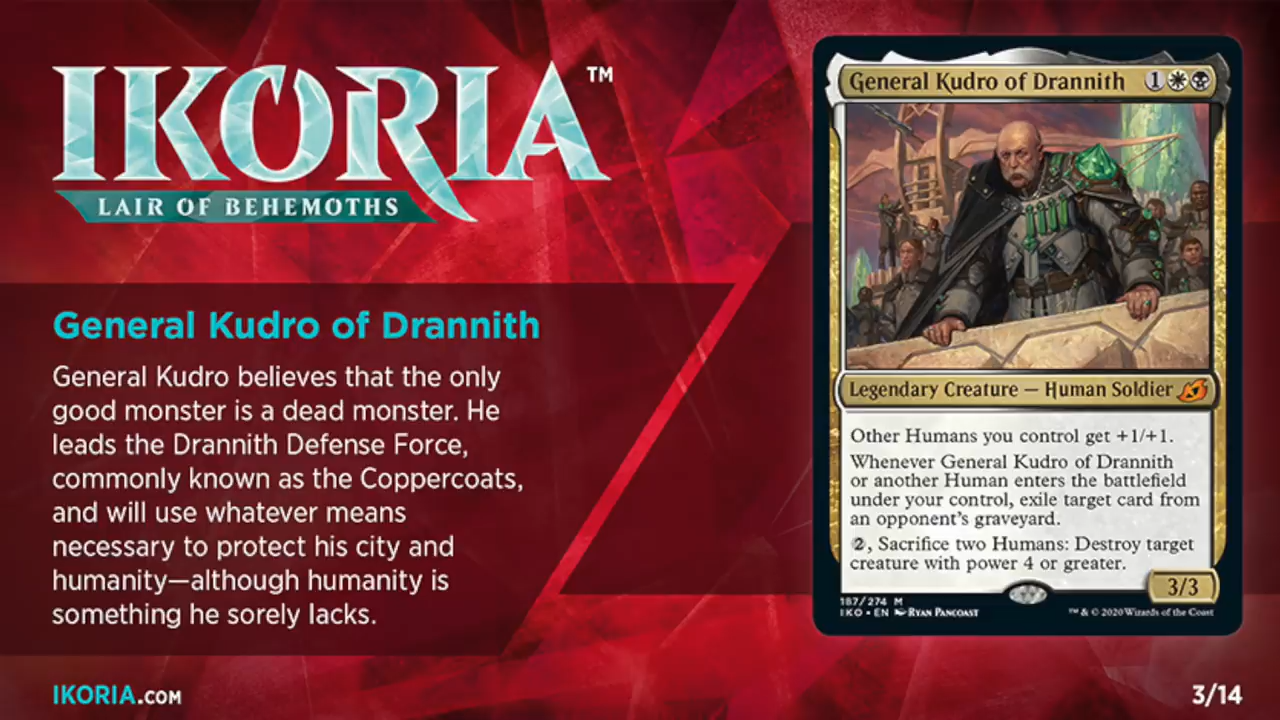 IKORIA™
LAIR OF BEHEMOTHS
General Kudro of Drannith
General Kudro believes that the only
good monster is a dead monster. He
leads the Drannith Defense Force,
commonly known as the Coppercoats,
and will use whatever means
necessary to protect his city and
humanity—although humanity is
something he sorely lacks.
IKORIA.COM
General Kudro of Drannith 1
Legendary Creature — Human Soldier
Other Humans you control get +1/+1.
Whenever General Kudro of Drannith
or another Human enters the battlefield
under your control, exile target card from
an opponent's graveyard.
2, Sacrifice two Humans: Destroy target
creature with power 4 or greater.
3/3
187/274 M
IKO • EN RYAN PANCOAST
™ & © 2020 Wizards of the Coast
3/14